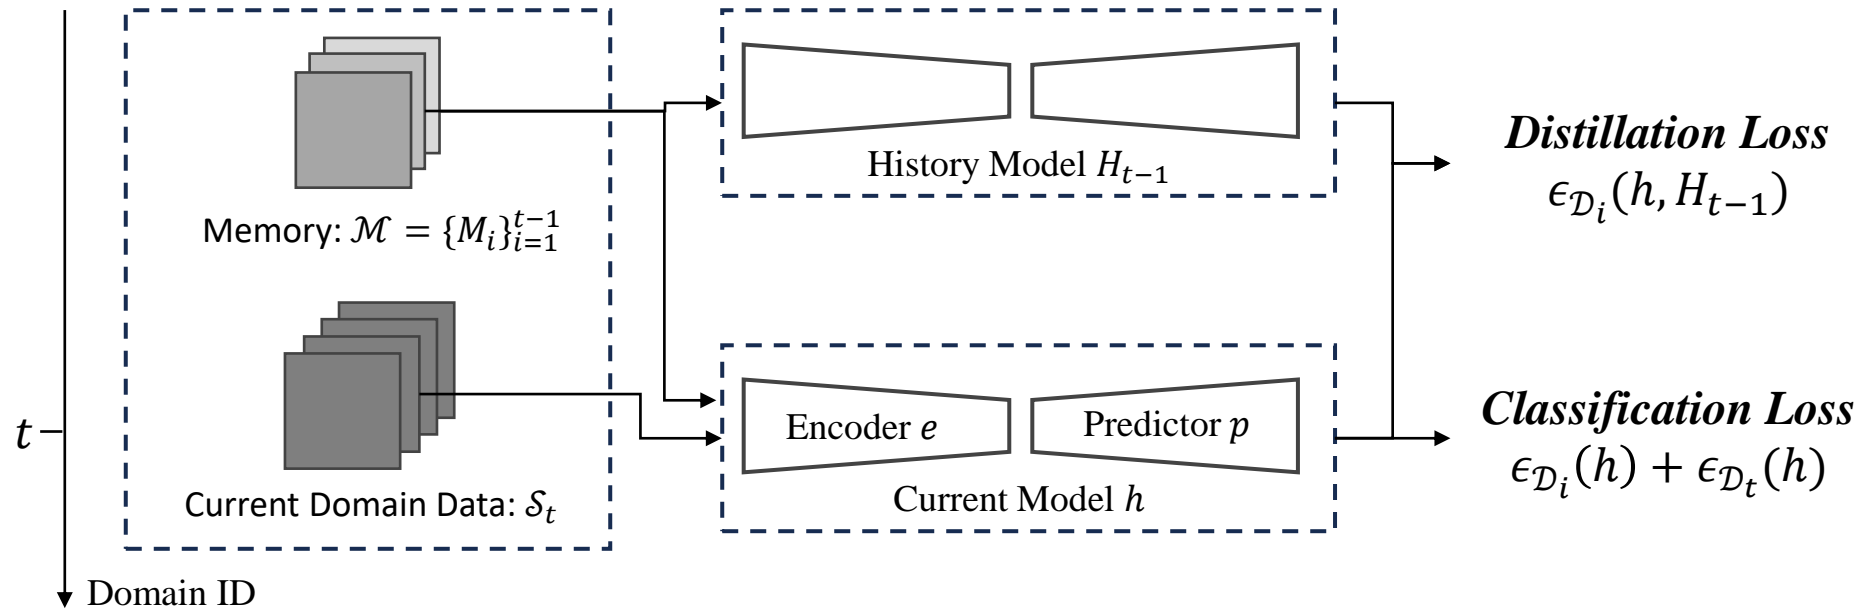 Memory: ℳ = {M_i}_{i=1}^{t−1}
History Model H_{t−1}
Distillation Loss
ϵ_{𝒟_i}(h, H_{t−1})
t
Encoder e
Predictor p
Current Domain Data: 𝒮_t
Current Model h
Classification Loss
ϵ_{𝒟_i}(h) + ϵ_{𝒟_t}(h)
Domain ID